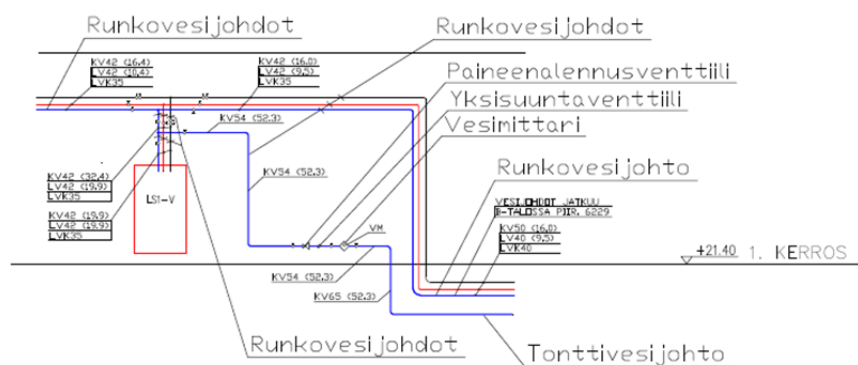 Runkovesijohdot
Runkovesijohdot
KV42 (16.4)
LV42 (10.4)
LVK35
KV42 (16.0)
LV42 (9.5)
LVK35
Paineenalennusventtiili
Yksisuuntaventtiili
Vesimittari
KV54 (52.3)
Runkovesijohto
KV42 (32.4)
LV42 (19.9)
LVK35
KV54 (52.3)
LS1-V
VESIJOHDOT JATKUU
B-TALOSSA PIIR. 6229
KV42 (19.9)
LV42 (19.9)
LVK35
VM
KV50 (16.0)
LV40 (9.5)
LVK40
+21.40 1. KERROS
KV54 (52.3)
KV65 (52.3)
Runkovesijohdot
Tonttivesijohto